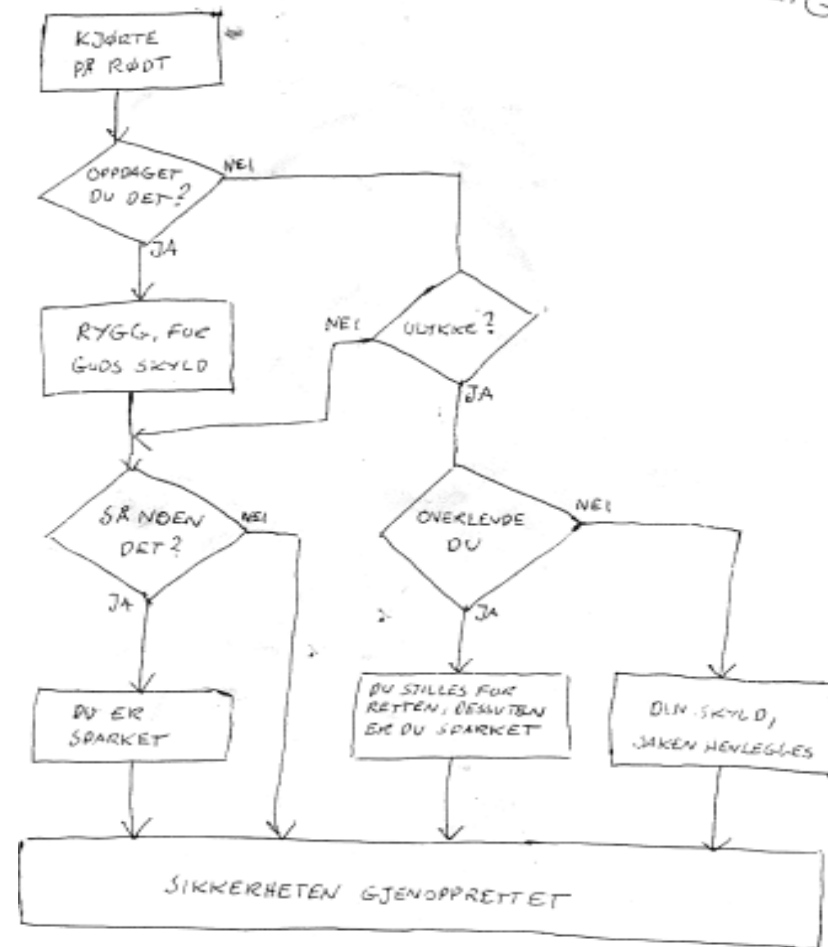 KJØRTE
PÅ RØDT
OPPDAGET
DU DET?
NEI
JA
RYGG, FOR
GUDS SKYLD
NEI
ULYKKE?
JA
SÅ NOEN
DET?
NEI
JA
OVERLEVDE
DU
NEI
JA
DU ER
SPARKET
DU STILLES FOR
RETTEN, DESSUTEN
ER DU SPARKET
DIN SKYLD,
SAKEN HENLEGGES
SIKKERHETEN GJENOPPRETTET